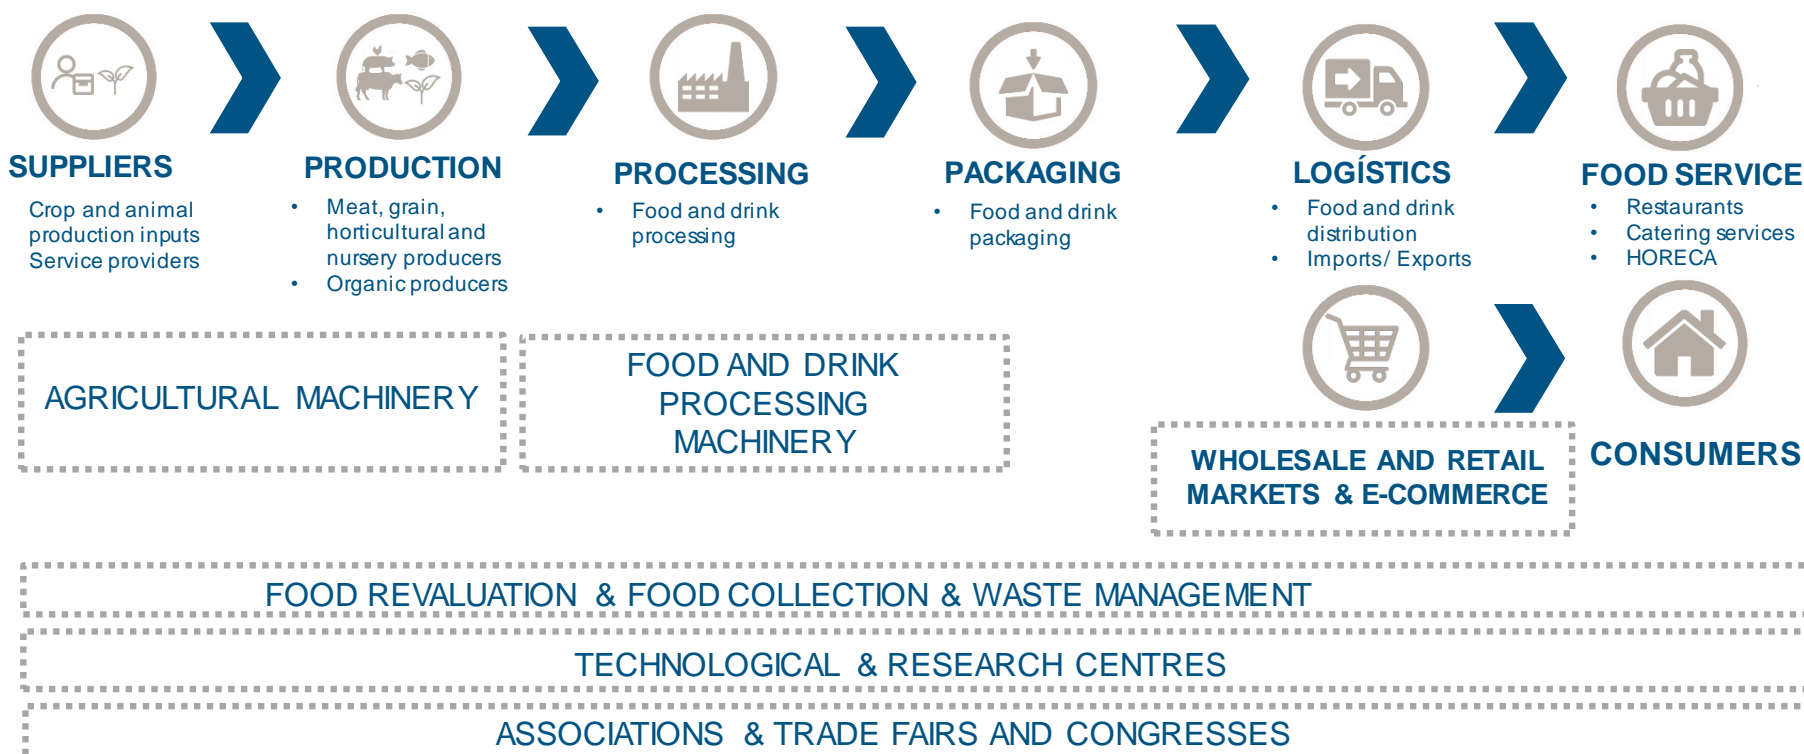 SUPPLIERS
Crop and animal
production inputs
Service providers
PRODUCTION
• Meat, grain,
horticultural and
nursery producers
• Organic producers
PROCESSING
• Food and drink
processing
PACKAGING
• Food and drink
packaging
LOGÍSTICS
• Food and drink
distribution
• Imports/ Exports
FOOD SERVICE
• Restaurants
• Catering services
• HORECA
AGRICULTURAL MACHINERY
FOOD AND DRINK
PROCESSING
MACHINERY
WHOLESALE AND RETAIL
MARKETS & E-COMMERCE
CONSUMERS
FOOD REVALUATION & FOOD COLLECTION & WASTE MANAGEMENT
TECHNOLOGICAL & RESEARCH CENTRES
ASSOCIATIONS & TRADE FAIRS AND CONGRESSES